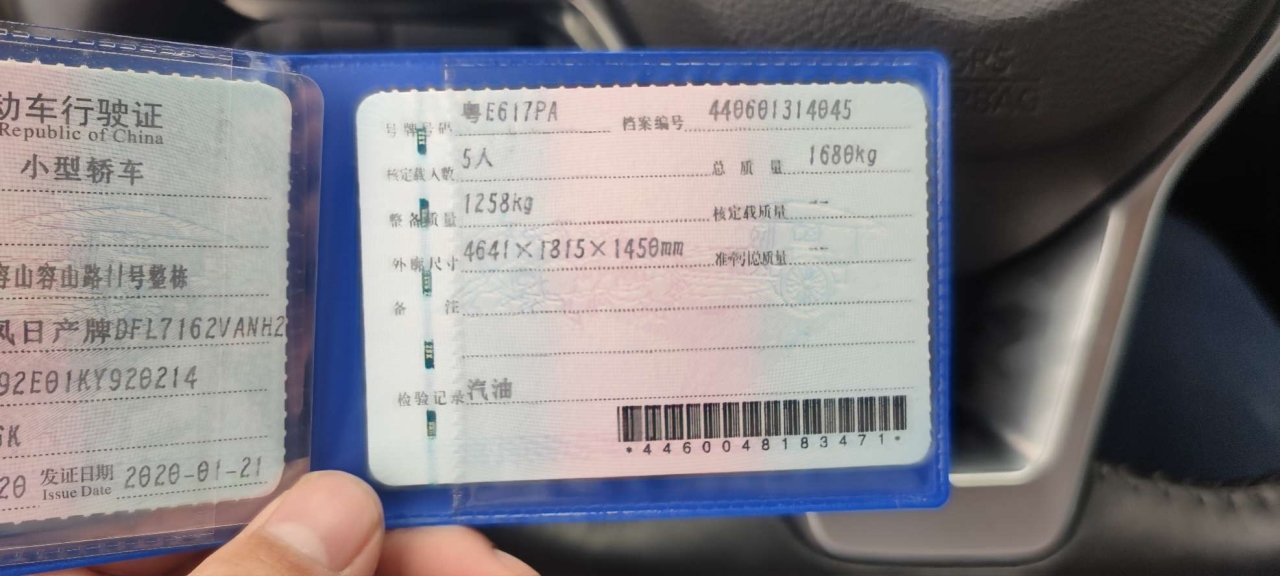 动车行驶证
Republic of China
小型轿车
容山容山路11号整栋
风日产牌DFL7162VANH2
92E01KY920214
6K
20 发证日期 2020-01-21
Issue Date
号牌号码 粤E617PA 档案编号 440601314045
核定载人数 5人 总质量 1680kg
整备质量 1258kg 核定载质量 --
外廓尺寸 4641×1815×1450mm 准牵引总质量 --
备注
检验记录 汽油
*4460048183471*